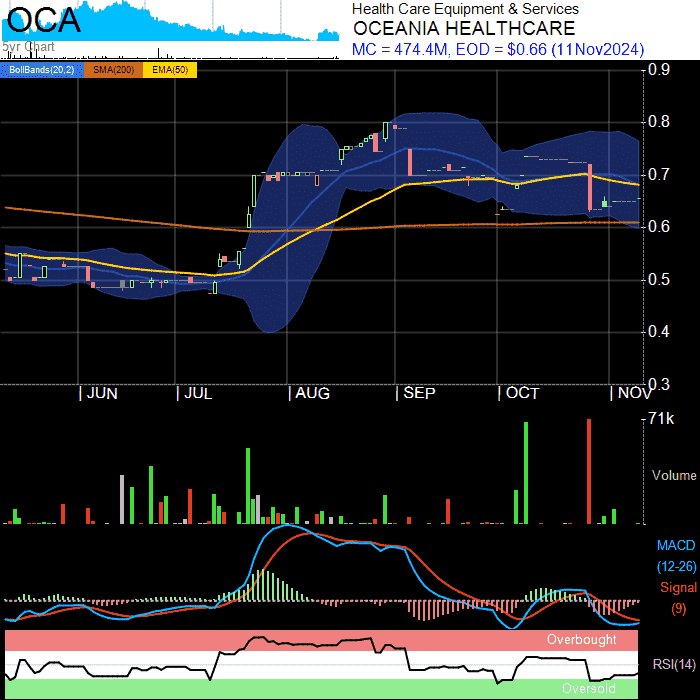 OCA
5yr Chart
Health Care Equipment & Services
OCEANIA HEALTHCARE
MC = 474.4M, EOD = $0.66 (11Nov2024)
BollBands(20,2) SMA(200) EMA(50)
0.9
0.8
0.7
0.6
0.5
0.4
0.3
| JUN | JUL | AUG | SEP | OCT | NOV
71k
Volume
MACD
(12-26)
Signal
(9)
Overbought
RSI(14)
Oversold